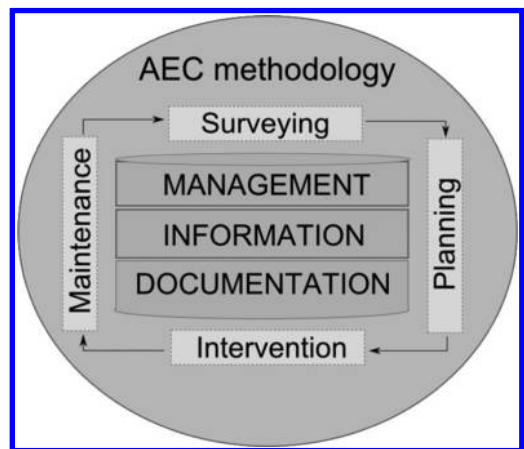 AEC methodology
Surveying
Maintenance
MANAGEMENT
INFORMATION
DOCUMENTATION
Planning
Intervention